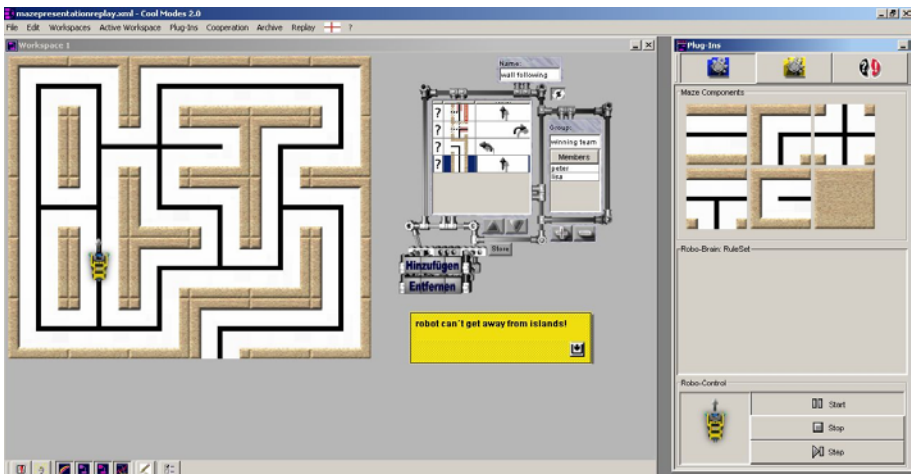 mazepresentationreplay.xml - Cool Modes 2.0
File Edit Workspaces Active Workspace Plug-Ins Cooperation Archive Replay ?
Workspace 1
Plug-Ins
Name:
wall following
Maze Components
?
?
?
?
Group:
winning team
Members
peter
lisa
Store
Hinzufügen
Entfernen
robot can't get away from islands!
Robo-Brain: RuleSet
Robo-Control
Start
Stop
Step